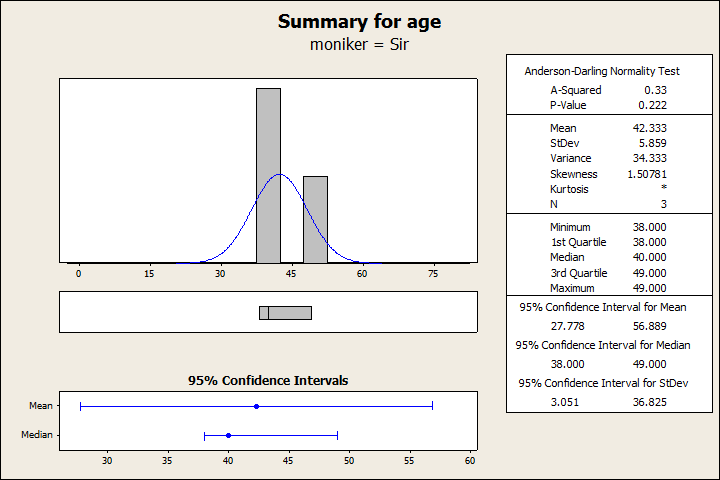 Summary for age
moniker = Sir
0 15 30 45 60 75
Anderson-Darling Normality Test
A-Squared 0.33
P-Value 0.222
Mean 42.333
StDev 5.859
Variance 34.333
Skewness 1.50781
Kurtosis *
N 3
Minimum 38.000
1st Quartile 38.000
Median 40.000
3rd Quartile 49.000
Maximum 49.000
95% Confidence Interval for Mean
27.778 56.889
95% Confidence Interval for Median
38.000 49.000
95% Confidence Interval for StDev
3.051 36.825
95% Confidence Intervals
Mean
Median
30 35 40 45 50 55 60